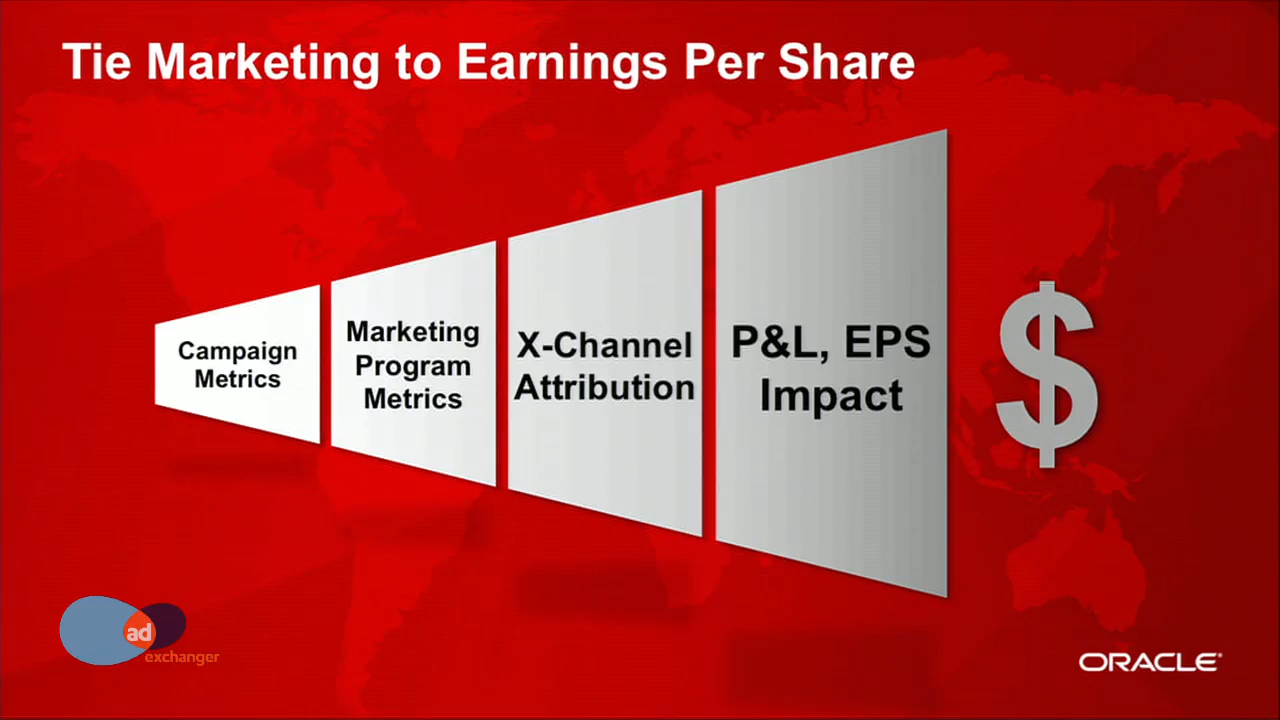 Tie Marketing to Earnings Per Share
Campaign
Metrics
Marketing
Program
Metrics
X-Channel
Attribution
P&L, EPS
Impact
$
ad
exchanger
ORACLE®